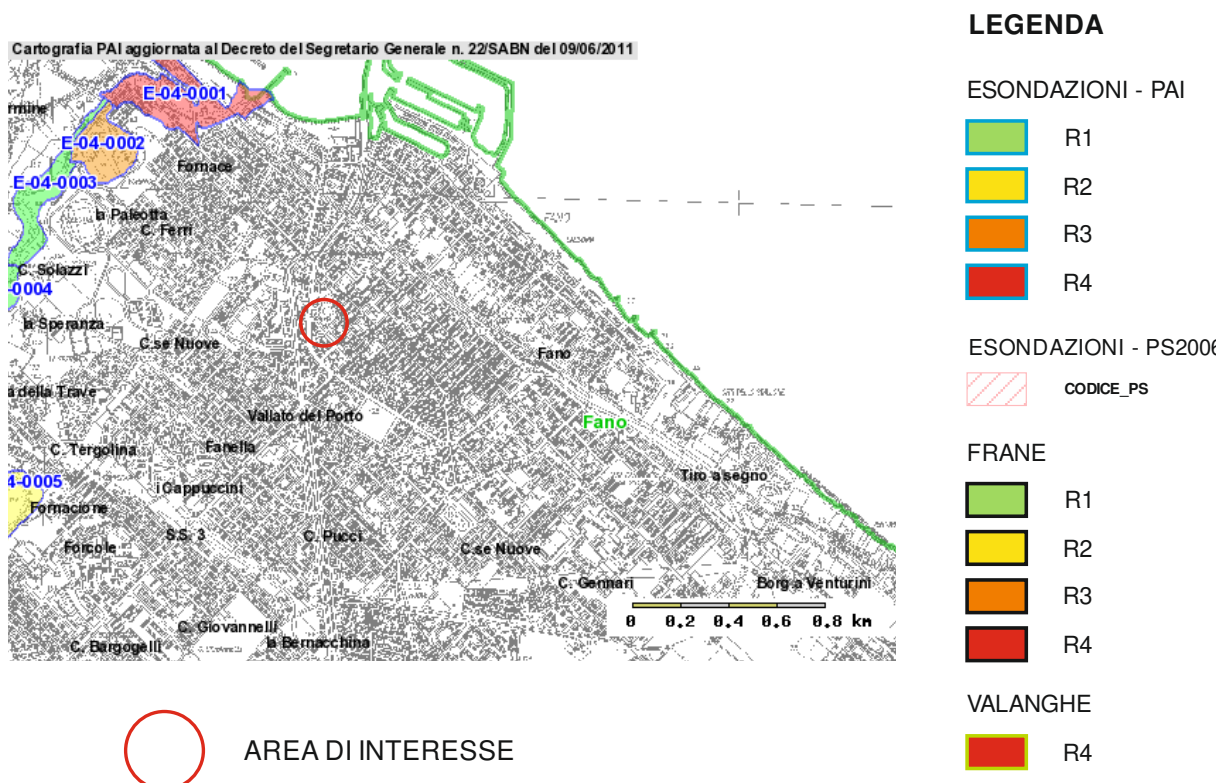 Cartografia PAI aggiornata al Decreto del Segretario Generale n. 22/SABN del 09/06/2011
E-04-0001
rmine
E-04-0002
Fornace
E-04-0003
la Paleotta
C. Ferri
C. Solazzi
-0004
la Speranza
C.se Nuove
Fano
a della Trave
Vallato del Porto
Fano
C. Tergolina
Fanella
Tiro a segno
4-0005
i Cappuccini
Fornacione
S.S. 3
C. Pucci
Forcole
C.se Nuove
C. Gennari
Borg.a Venturini
0 0.2 0.4 0.6 0.8 km
C. Giovannelli
C. Bargogelli
la Bernacchina
AREA DI INTERESSE
LEGENDA
ESONDAZIONI - PAI
R1
R2
R3
R4
ESONDAZIONI - PS2006
CODICE_PS
FRANE
R1
R2
R3
R4
VALANGHE
R4